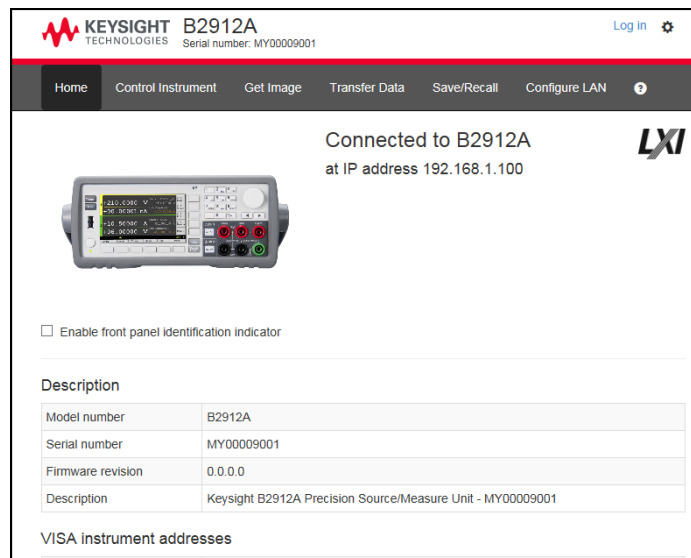 KEYSIGHT
TECHNOLOGIES
B2912A
Serial number: MY00009001
Log in
Home Control Instrument Get Image Transfer Data Save/Recall Configure LAN ?
Connected to B2912A
LXI
at IP address 192.168.1.100
Enable front panel identification indicator
Description
Model number B2912A
Serial number MY00009001
Firmware revision 0.0.0.0
Description Keysight B2912A Precision Source/Measure Unit - MY00009001
VISA instrument addresses